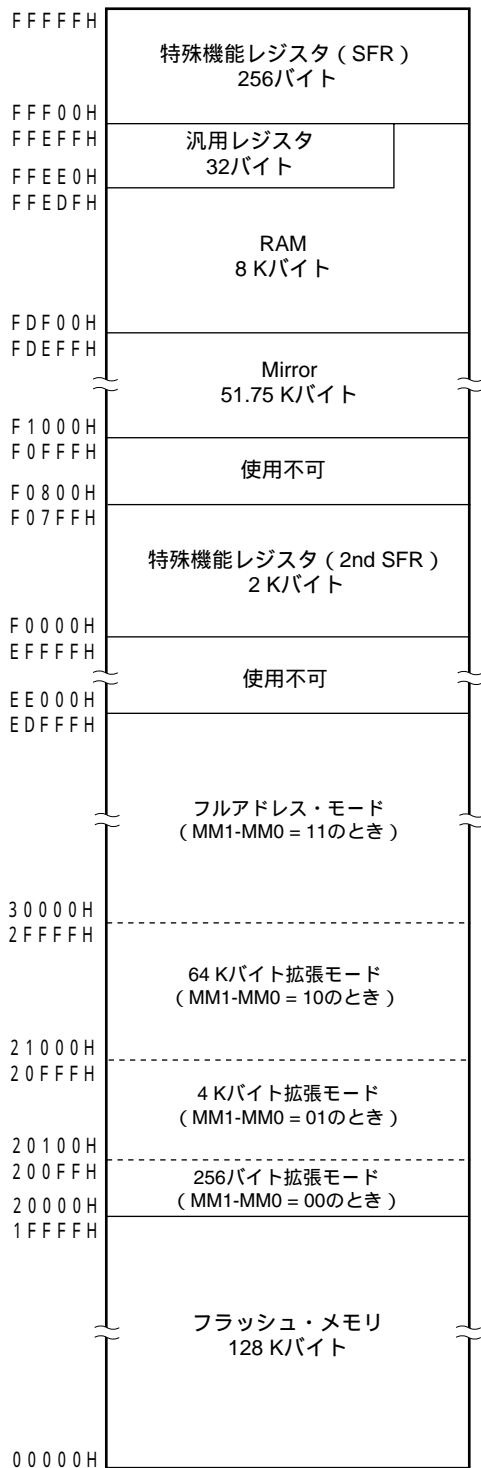 FFFFFH
特殊機能レジスタ（SFR）
256バイト
FFF00H
FFEFFH
汎用レジスタ
32バイト
FFEE0H
FFEDFH
RAM
8 Kバイト
FDF00H
FDEFFH
Mirror
51.75 Kバイト
F1000H
F0FFFH
使用不可
F0800H
F07FFH
特殊機能レジスタ（2nd SFR）
2 Kバイト
F0000H
EFFFFH
使用不可
EE000H
EDFFFH
フルアドレス・モード
（MM1-MM0 = 11のとき）
30000H
2FFFFH
64 Kバイト拡張モード
（MM1-MM0 = 10のとき）
21000H
20FFFH
4 Kバイト拡張モード
（MM1-MM0 = 01のとき）
20100H
200FFH
256バイト拡張モード
（MM1-MM0 = 00のとき）
20000H
1FFFFH
フラッシュ・メモリ
128 Kバイト
00000H